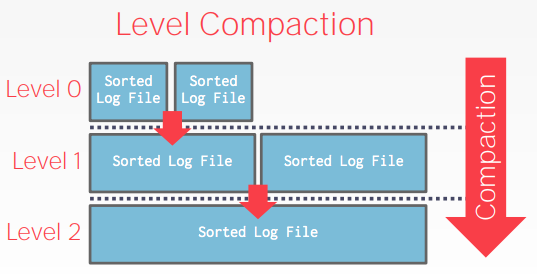 Level Compaction
Level 0
Sorted
Log File
Sorted
Log File
Level 1
Sorted Log File
Sorted Log File
Level 2
Sorted Log File
Compaction